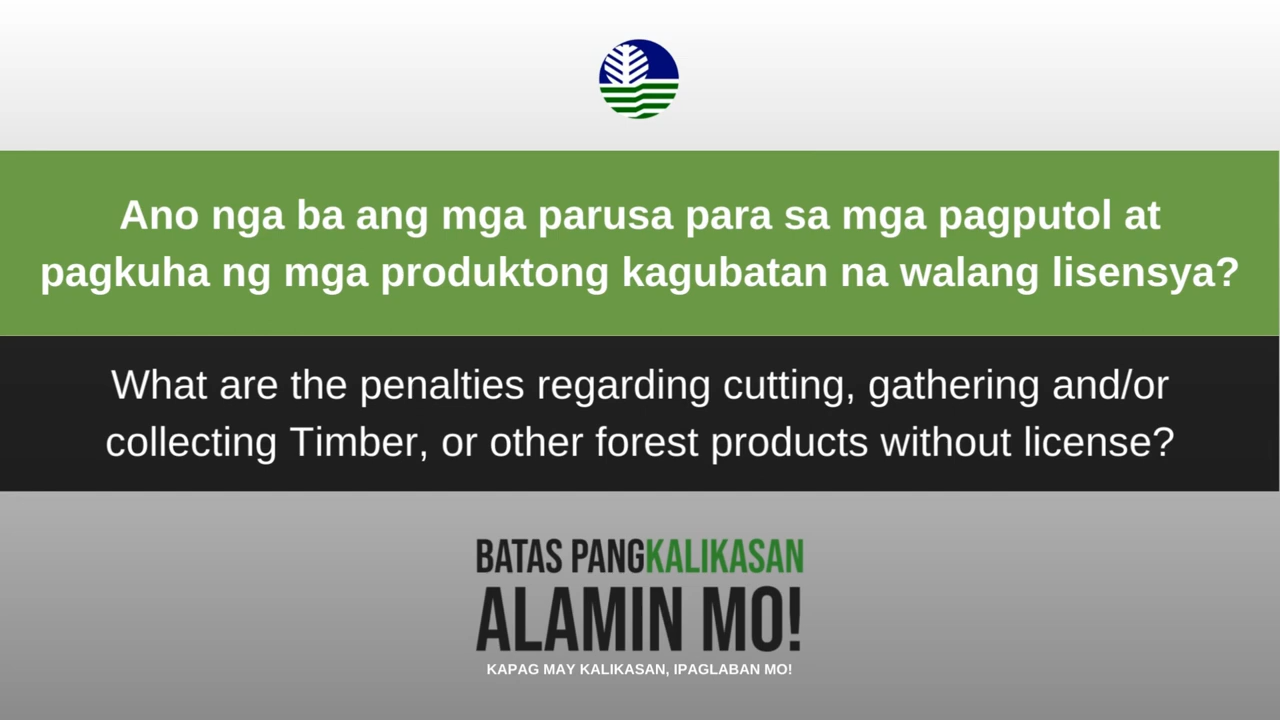 Ano nga ba ang mga parusa para sa mga pagputol at
pagkuha ng mga produktong kagubatan na walang lisensya?
What are the penalties regarding cutting, gathering and/or
collecting Timber, or other forest products without license?
BATAS PANGKALIKASAN
ALAMIN MO!
KAPAG MAY KALIKASAN, IPAGLABAN MO!